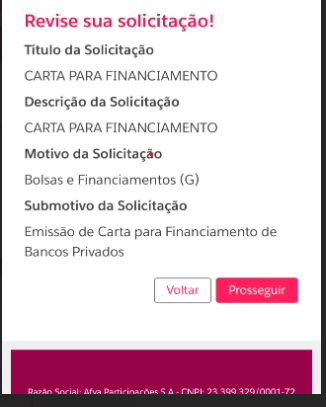 Revise sua solicitação!
Título da Solicitação
CARTA PARA FINANCIAMENTO
Descrição da Solicitação
CARTA PARA FINANCIAMENTO
Motivo da Solicitação
Bolsas e Financiamentos (G)
Submotivo da Solicitação
Emissão de Carta para Financiamento de
Bancos Privados
Voltar Prosseguir
Razão Social: Afya Participações S.A - CNPJ: 23.399.329/0001-72